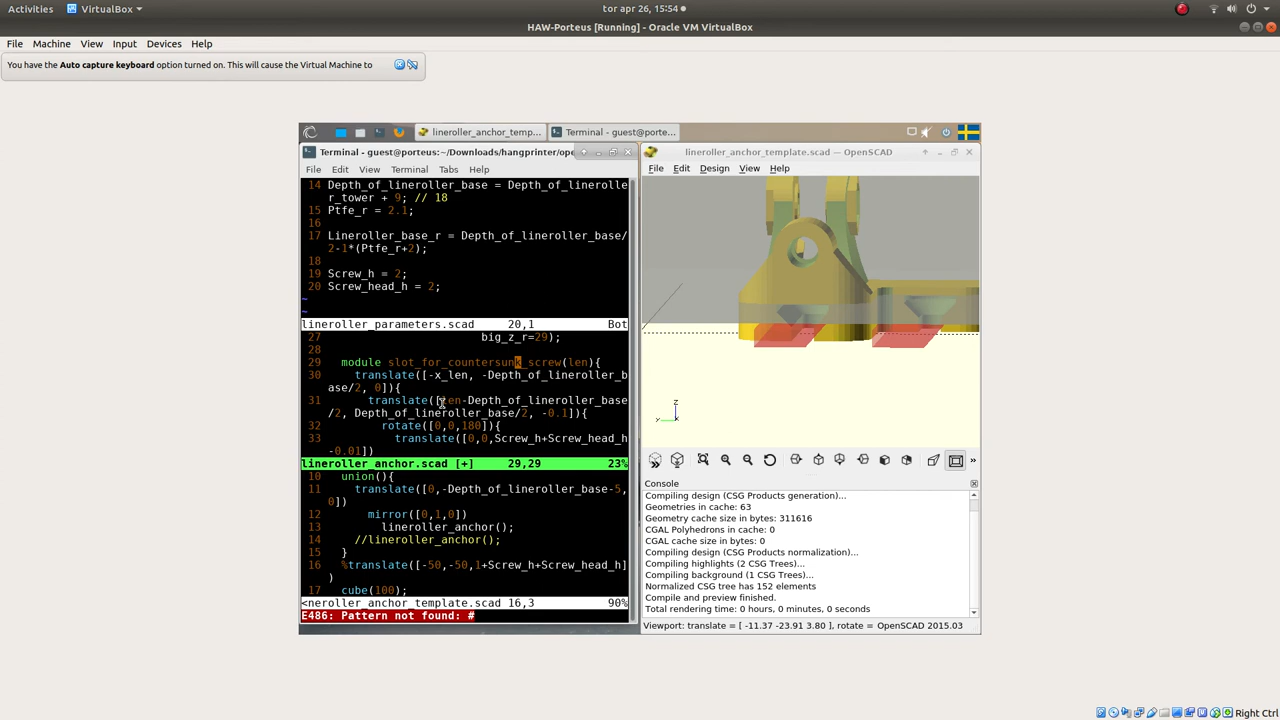 Activities
VirtualBox
tor apr 26, 15:54
HAW-Porteus [Running] - Oracle VM VirtualBox
File Machine View Input Devices Help
You have the Auto capture keyboard option turned on. This will cause the Virtual Machine to
lineroller_anchor_temp...
Terminal - guest@porte...
Terminal - guest@porteus:~/Downloads/hangprinter/ope
File Edit View Terminal Tabs Help
14 Depth_of_lineroller_base = Depth_of_linerolle
r_tower + 9; // 18
15 Ptfe_r = 2.1;
16
17 Lineroller_base_r = Depth_of_lineroller_base/
2-1*(Ptfe_r+2);
18
19 Screw_h = 2;
20 Screw_head_h = 2;
~
~
lineroller_parameters.scad 20,1 Bot
27 big_z_r=29);
28
29 module slot_for_countersunk_screw(len){
30 translate([-x_len, -Depth_of_lineroller_b
ase/2, 0]){
31 translate([len-Depth_of_lineroller_base
/2, Depth_of_lineroller_base/2, -0.1]){
32 rotate([0,0,180]){
33 translate([0,0,Screw_h+Screw_head_h
-0.01])
lineroller_anchor.scad [+] 29,29 23%
10 union(){
11 translate([0,-Depth_of_lineroller_base-5,
0])
12 mirror([0,1,0])
13 lineroller_anchor();
14 //lineroller_anchor();
15 }
16 %translate([-50,-50,1+Screw_h+Screw_head_h]
)
17 cube(100);
<neroller_anchor_template.scad 16,3 90%
E486: Pattern not found: #
lineroller_anchor_template.scad — OpenSCAD
File Edit Design View Help
z
y
x
Console
Compiling design (CSG Products generation)...
Geometries in cache: 63
Geometry cache size in bytes: 311616
CGAL Polyhedrons in cache: 0
CGAL cache size in bytes: 0
Compiling design (CSG Products normalization)...
Compiling highlights (2 CSG Trees)...
Compiling background (1 CSG Trees)...
Normalized CSG tree has 152 elements
Compile and preview finished.
Total rendering time: 0 hours, 0 minutes, 0 seconds
Viewport: translate = [ -11.37 -23.91 3.80 ], rotate = OpenSCAD 2015.03
Right Ctrl